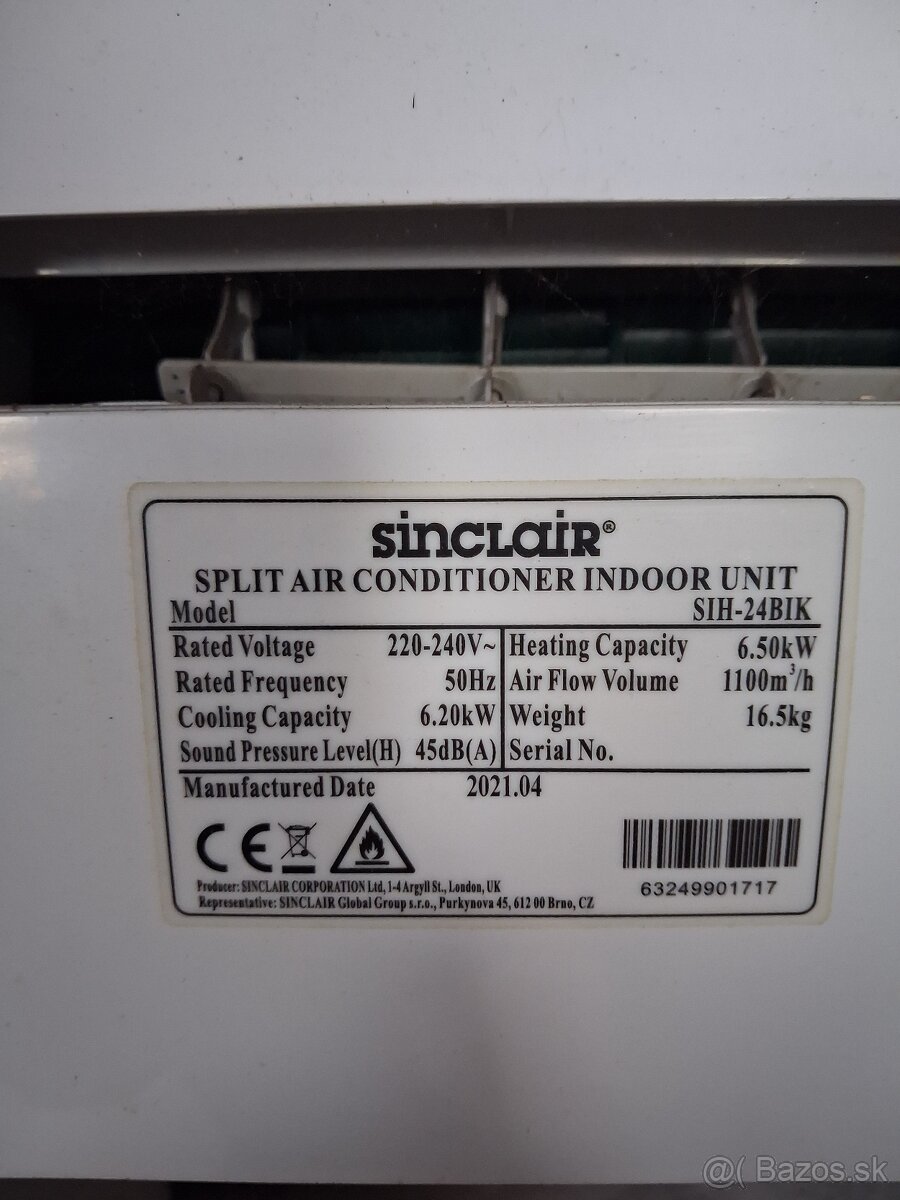 sinclair®
SPLIT AIR CONDITIONER INDOOR UNIT
Model SIH-24BIK
Rated Voltage 220-240V~ Heating Capacity 6.50kW
Rated Frequency 50Hz Air Flow Volume 1100m³/h
Cooling Capacity 6.20kW Weight 16.5kg
Sound Pressure Level(H) 45dB(A) Serial No.
Manufactured Date 2021.04
CE
63249901717
Producer: SINCLAIR CORPORATION Ltd, 1-4 Argyll St., London, UK
Representative: SINCLAIR Global Group s.r.o., Purkynova 45, 612 00 Brno, CZ
@( Bazos.sk